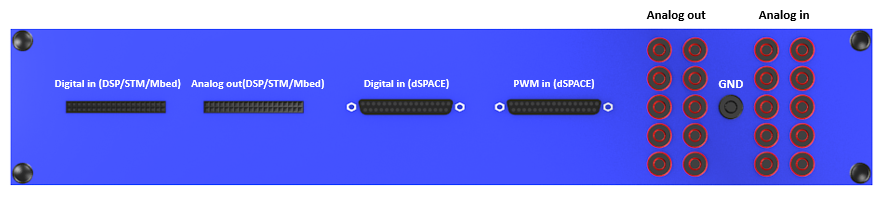 Analog out
Analog in
Digital in (DSP/STM/Mbed)
Analog out(DSP/STM/Mbed)
Digital in (dSPACE)
PWM in (dSPACE)
GND